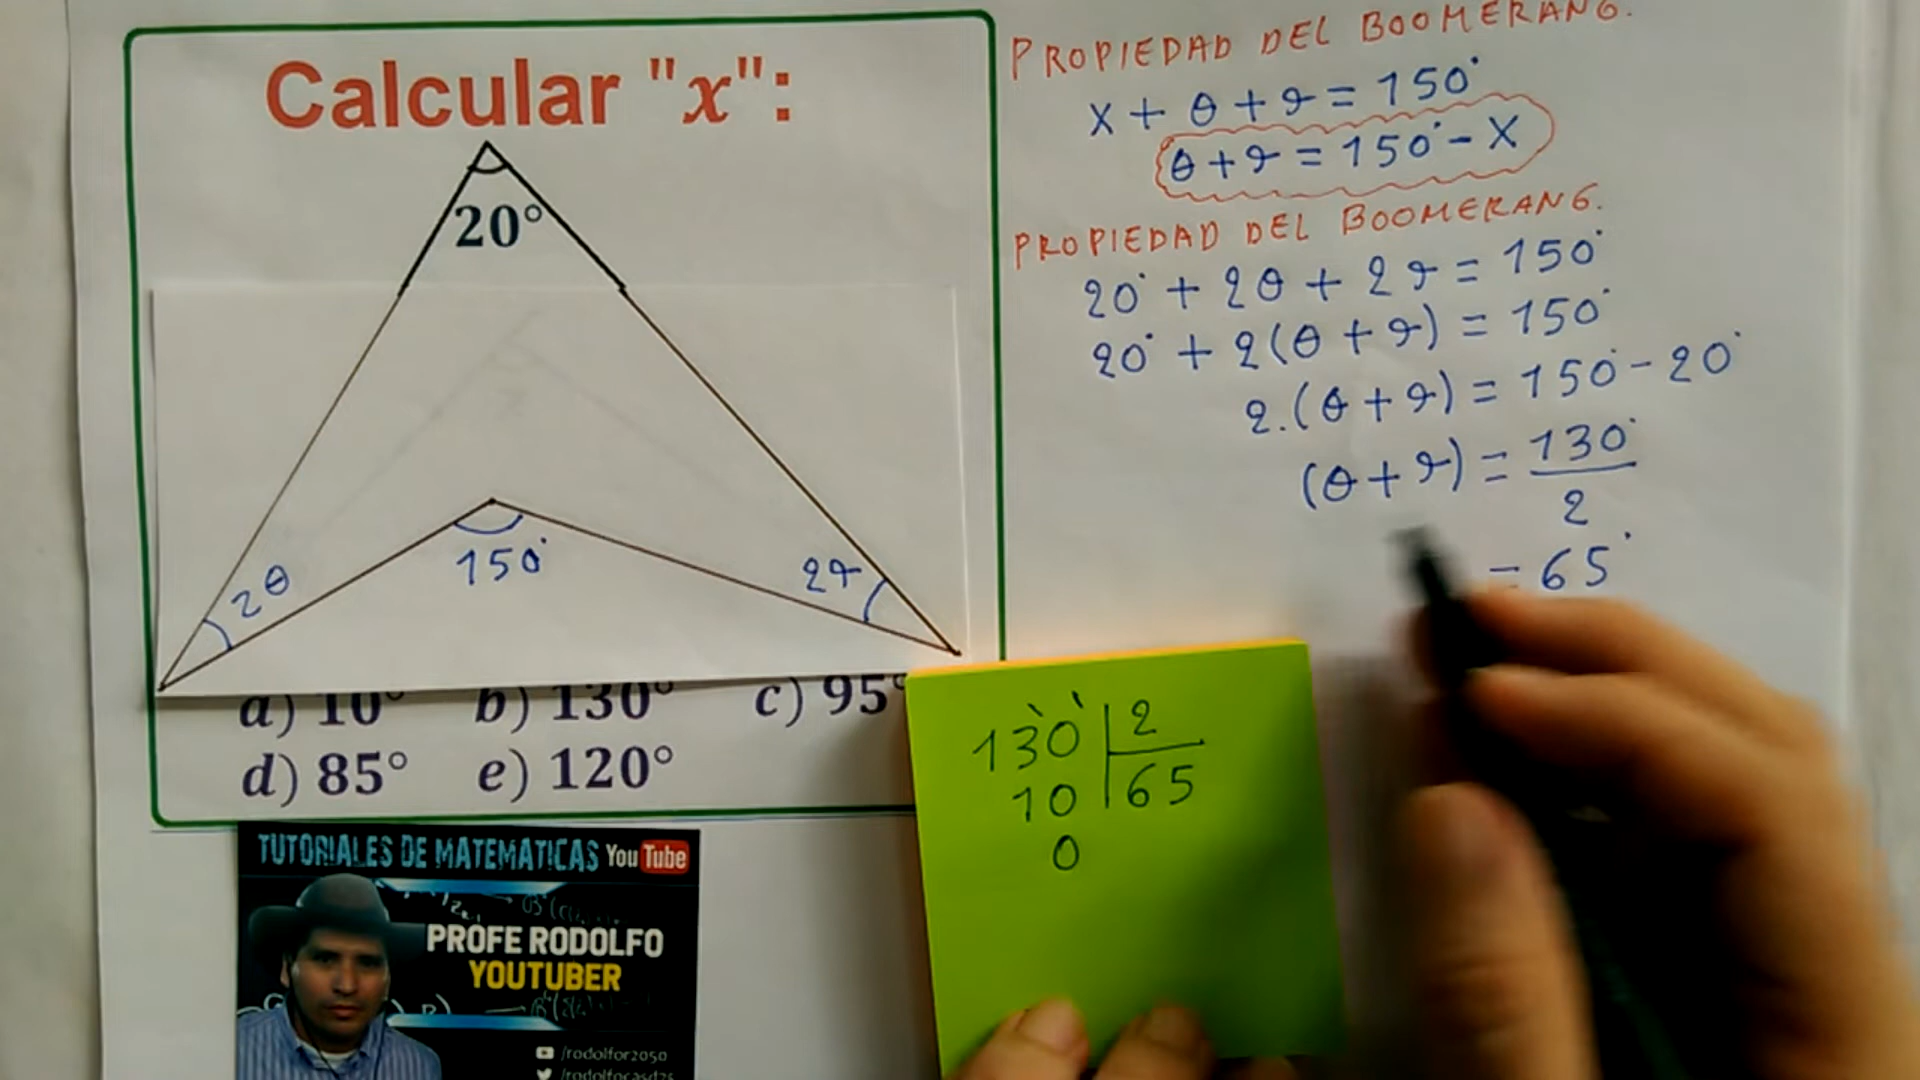 Calcular "x":
20°
2θ
150°
a) 10°
b) 130°
c) 95°
d) 85°
e) 120°
PROPIEDAD DEL BOOMERANG.
x + θ + 𝜗 = 150°
θ + 𝜗 = 150° - x
PROPIEDAD DEL BOOMERANG.
20° + 2θ + 2𝜗 = 150°
20° + 2(θ + 𝜗) = 150°
2.(θ + 𝜗) = 150° - 20°
(θ + 𝜗) = 130°
2
= 65°
130 2
10 65
0
TUTORIALES DE MATEMATICAS YouTube
PROFE RODOLFO
YOUTUBER
/rodolfor2050